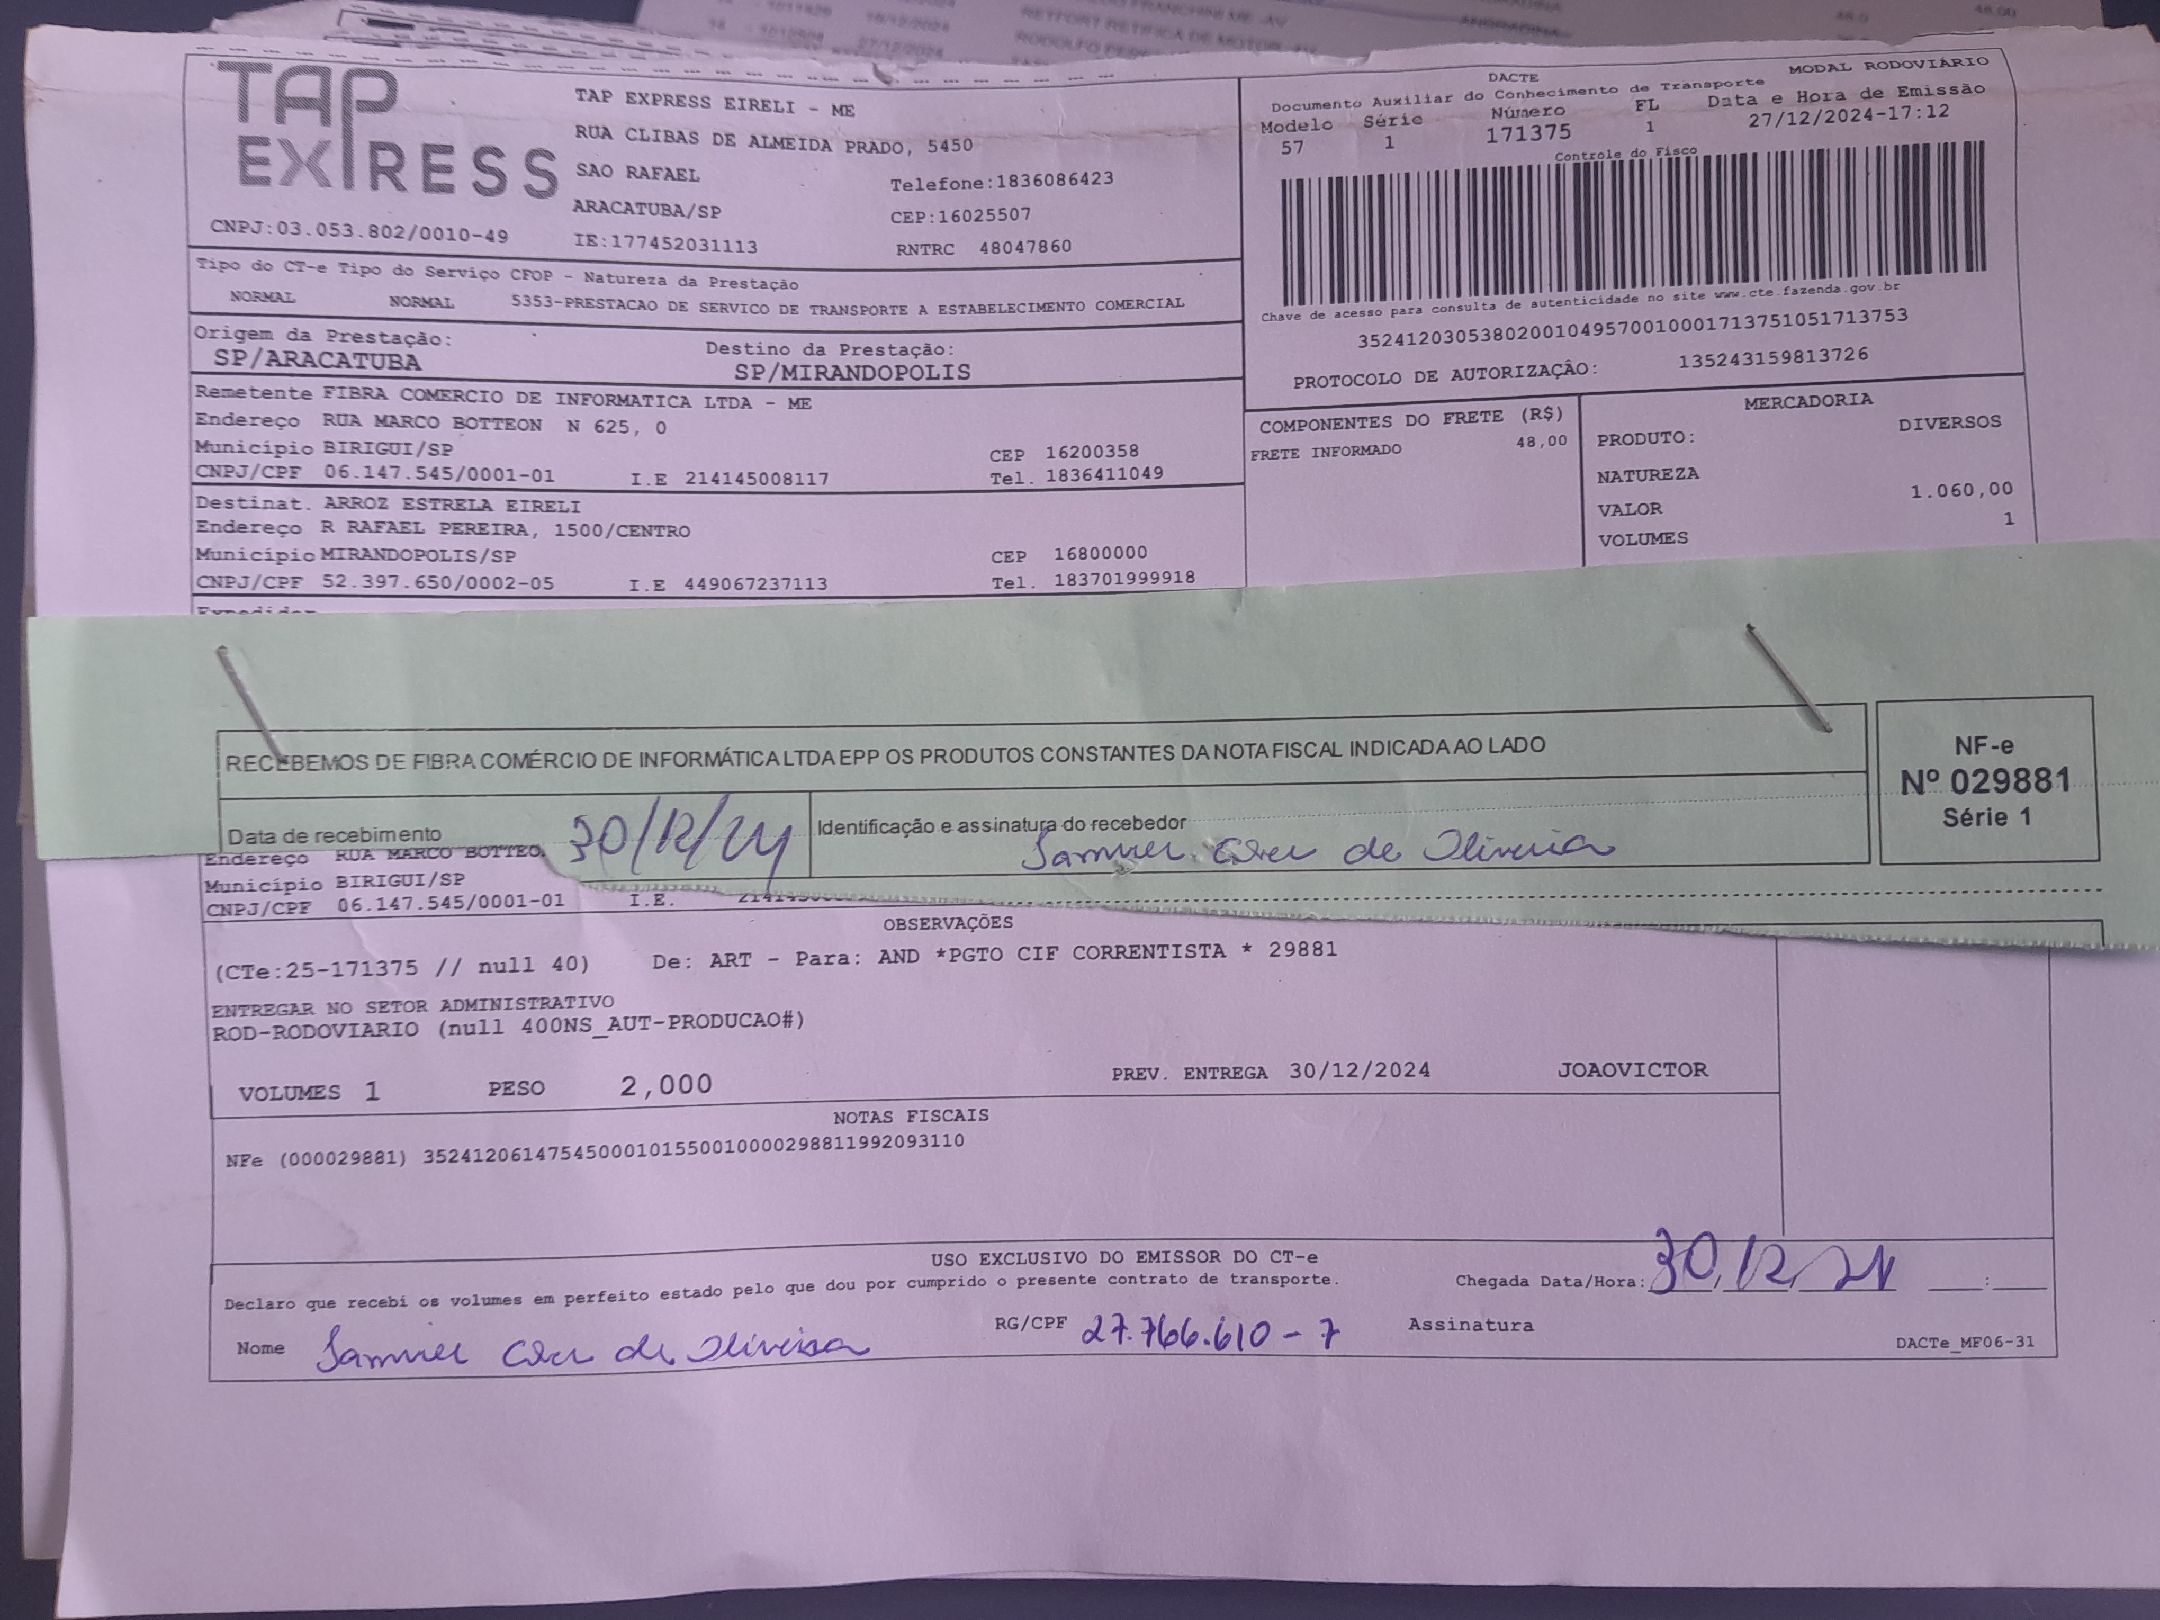 TAP EXPRESS
TAP EXPRESS EIRELI - ME
RUA CLIBAS DE ALMEIDA PRADO, 5450
SAO RAFAEL
Telefone:1836086423
ARACATUBA/SP
CEP:16025507
CNPJ:03.053.802/0010-49
IE:177452031113
RNTRC 48047860
DACTE
MODAL RODOVIÁRIO
Documento Auxiliar do Conhecimento de Transporte
Modelo Série Número FL Data e Hora de Emissão
57 1 171375 1 27/12/2024-17:12
Controle do Fisco
Chave de acesso para consulta de autenticidade no site www.cte.fazenda.gov.br
35241203053802001049570010001713751051713753
PROTOCOLO DE AUTORIZAÇÂO: 135243159813726
Tipo do CT-e Tipo do Serviço CFOP - Natureza da Prestação
NORMAL NORMAL 5353-PRESTACAO DE SERVICO DE TRANSPORTE A ESTABELECIMENTO COMERCIAL
Origem da Prestação: Destino da Prestação:
SP/ARACATUBA SP/MIRANDOPOLIS
Remetente FIBRA COMERCIO DE INFORMATICA LTDA - ME
Endereço RUA MARCO BOTTEON N 625, 0
Município BIRIGUI/SP CEP 16200358
CNPJ/CPF 06.147.545/0001-01 I.E 214145008117 Tel. 1836411049
Destinat. ARROZ ESTRELA EIRELI
Endereço R RAFAEL PEREIRA, 1500/CENTRO
Município MIRANDOPOLIS/SP CEP 16800000
CNPJ/CPF 52.397.650/0002-05 I.E 449067237113 Tel. 183701999918
COMPONENTES DO FRETE (R$)
FRETE INFORMADO 48,00
MERCADORIA
PRODUTO: DIVERSOS
NATUREZA
VALOR 1.060,00
VOLUMES 1
RECEBEMOS DE FIBRA COMÉRCIO DE INFORMÁTICA LTDA EPP OS PRODUTOS CONSTANTES DA NOTA FISCAL INDICADA AO LADO
Data de recebimento 30/12/24
Identificação e assinatura do recebedor
Samuel de Oliveira
NF-e
Nº 029881
Série 1
Endereço RUA MARCO BOTTEO
Município BIRIGUI/SP
CNPJ/CPF 06.147.545/0001-01 I.E.
OBSERVAÇÕES
(CTe:25-171375 // null 40) De: ART - Para: AND *PGTO CIF CORRENTISTA * 29881
ENTREGAR NO SETOR ADMINISTRATIVO
ROD-RODOVIARIO (null 400NS_AUT-PRODUCAO#)
VOLUMES 1 PESO 2,000 PREV. ENTREGA 30/12/2024 JOAOVICTOR
NOTAS FISCAIS
NFe (000029881) 35241206147545000101550010000298811992093110
USO EXCLUSIVO DO EMISSOR DO CT-e
Declaro que recebi os volumes em perfeito estado pelo que dou por cumprido o presente contrato de transporte.
Chegada Data/Hora: 30,12,24 :
Nome Samuel de Oliveira RG/CPF 27.766.610-7 Assinatura
DACTe_MF06-31